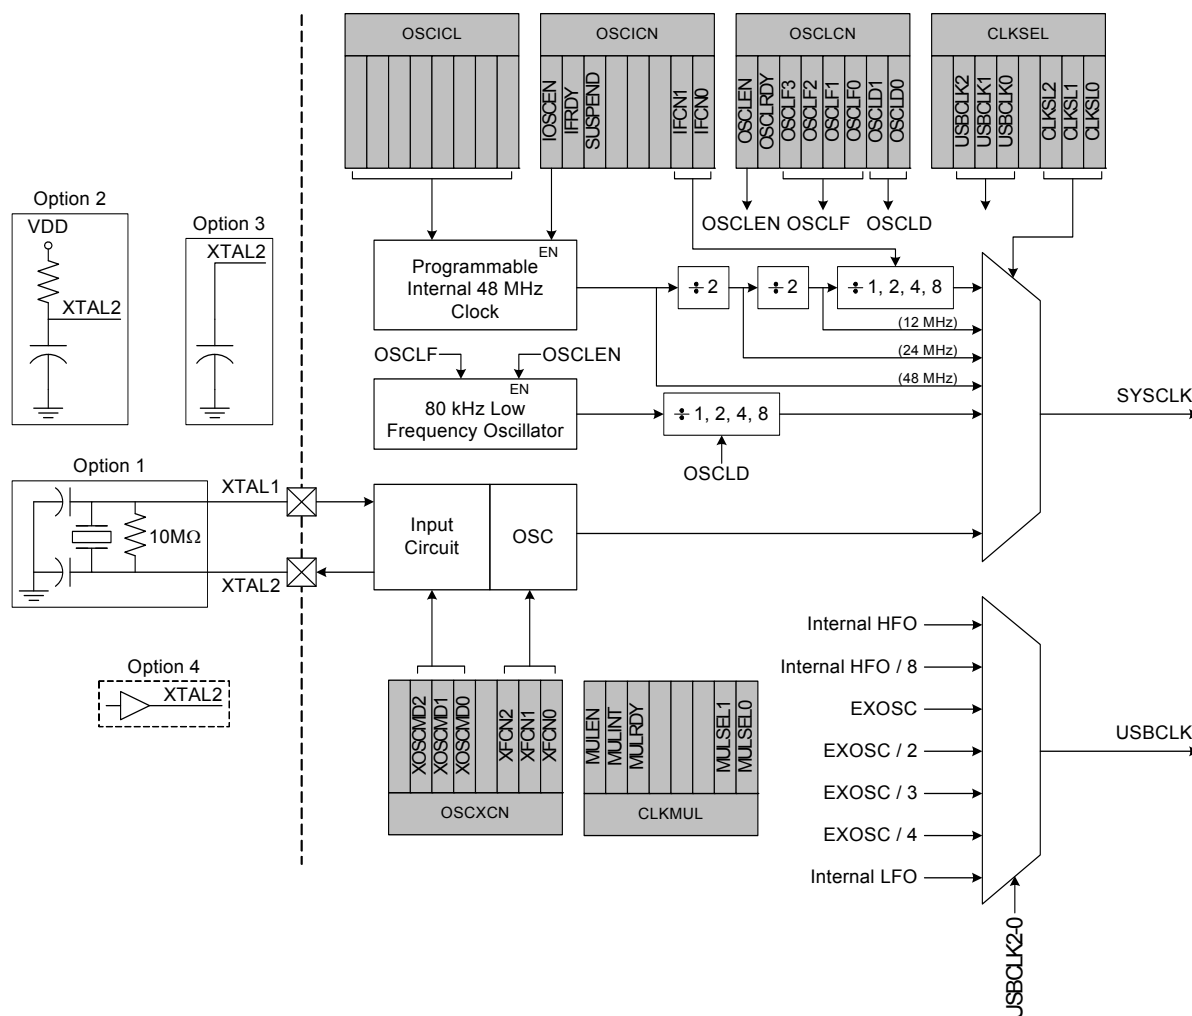 OSCICL
OSCICN
OSCLCN
CLKSEL
IOSCEN
IFRDY
SUSPEND
IFCN1
IFCN0
OSCLEN
OSCLRDY
OSCLF3
OSCLF2
OSCLF1
OSCLF0
OSCLD1
OSCLD0
USBCLK2
USBCLK1
USBCLK0
CLKSL2
CLKSL1
CLKSL0
Option 2
VDD
XTAL2
Option 3
XTAL2
OSCLEN OSCLF OSCLD
EN
Programmable
Internal 48 MHz
Clock
÷ 2
÷ 2
÷ 1, 2, 4, 8
(12 MHz)
(24 MHz)
(48 MHz)
OSCLF
OSCLEN
EN
80 kHz Low
Frequency Oscillator
÷ 1, 2, 4, 8
OSCLD
SYSCLK
Option 1
10MΩ
XTAL1
XTAL2
Input
Circuit
OSC
Option 4
XTAL2
XOSCMD2
XOSCMD1
XOSCMD0
XFCN2
XFCN1
XFCN0
OSCXCN
MULEN
MULINT
MULRDY
MULSEL1
MULSEL0
CLKMUL
Internal HFO
Internal HFO / 8
EXOSC
EXOSC / 2
EXOSC / 3
EXOSC / 4
Internal LFO
USBCLK
USBCLK2-0